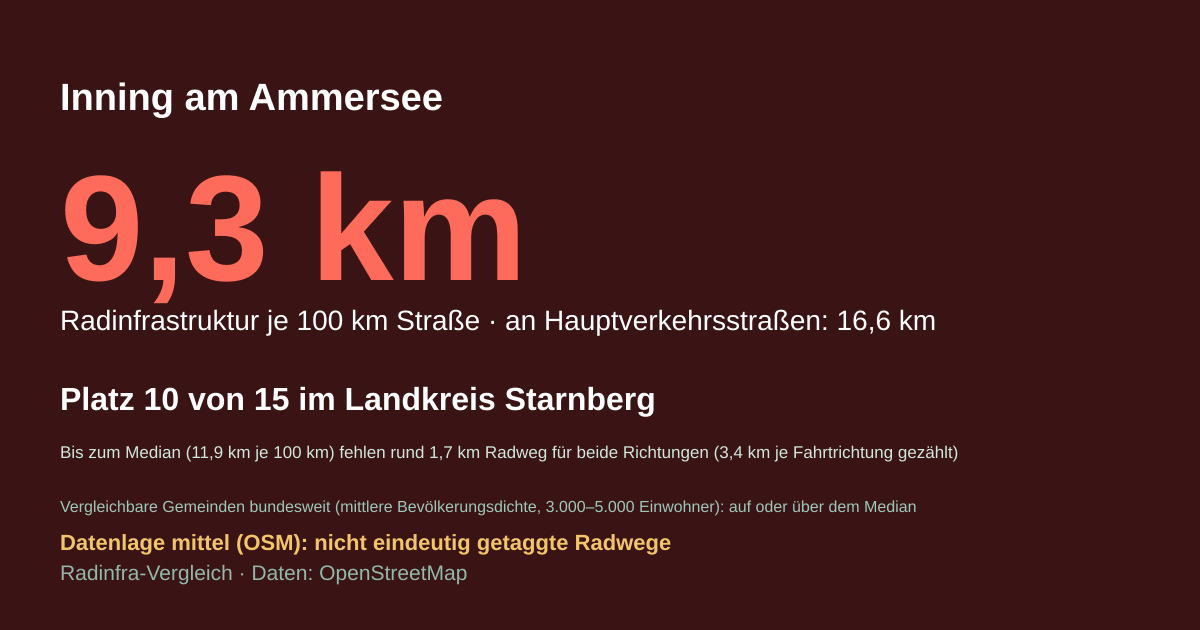 Inning am Ammersee
9,3 km
Radinfrastruktur je 100 km Straße · an Hauptverkehrsstraßen: 16,6 km
Platz 10 von 15 im Landkreis Starnberg
Bis zum Median (11,9 km je 100 km) fehlen rund 1,7 km Radweg für beide Richtungen (3,4 km je Fahrtrichtung gezählt)
Vergleichbare Gemeinden bundesweit (mittlere Bevölkerungsdichte, 3.000–5.000 Einwohner): auf oder über dem Median
Datenlage mittel (OSM): nicht eindeutig getaggte Radwege
Radinfra-Vergleich · Daten: OpenStreetMap